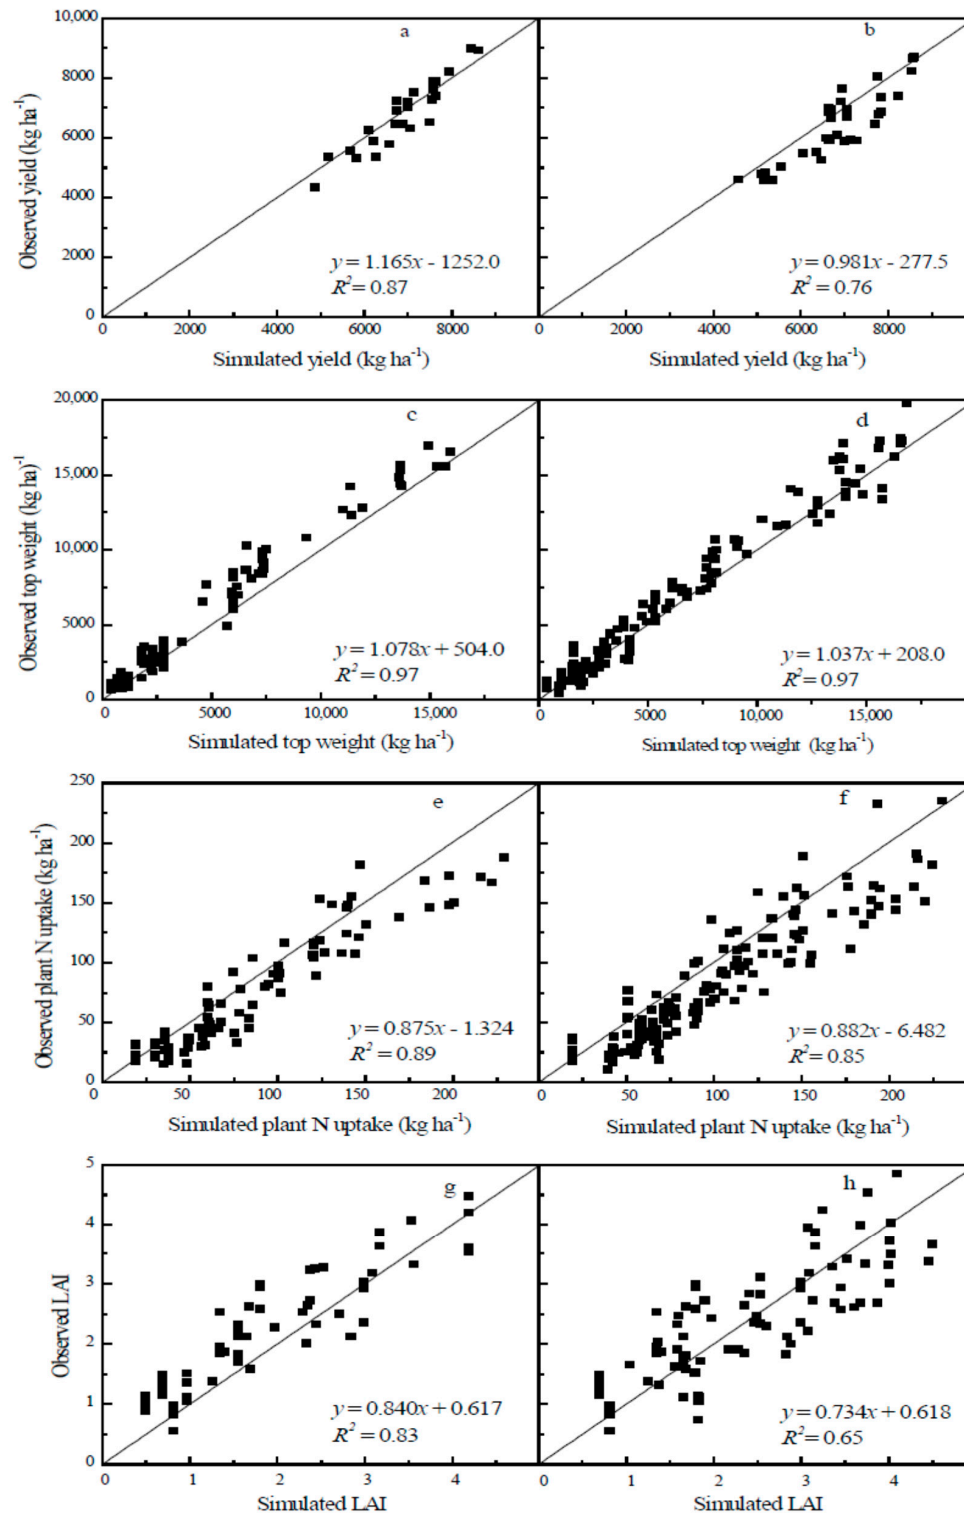 a
10,000
8000
6000
4000
2000
0
Observed yield (kg ha⁻¹)
y = 1.165x - 1252.0
R² = 0.87
0 2000 4000 6000 8000
Simulated yield (kg ha⁻¹)
b
y = 0.981x - 277.5
R² = 0.76
0 2000 4000 6000 8000
Simulated yield (kg ha⁻¹)
c
20,000
15,000
10,000
5000
0
Observed top weight (kg ha)⁻¹
y = 1.078x + 504.0
R² = 0.97
0 5000 10,000 15,000
Simulated top weight (kg ha⁻¹)
d
y = 1.037x + 208.0
R² = 0.97
0 5000 10,000 15,000
Simulated top weight (kg ha⁻¹)
e
250
200
150
100
50
0
Observed plant N uptake (kg ha⁻¹)
y = 0.875x - 1.324
R² = 0.89
0 50 100 150 200
Simulated plant N uptake (kg ha⁻¹)
f
y = 0.882x - 6.482
R² = 0.85
0 50 100 150 200
Simulated plant N uptake (kg ha⁻¹)
g
5
4
3
2
1
0
Observed LAI
y = 0.840x + 0.617
R² = 0.83
0 1 2 3 4
Simulated LAI
h
y = 0.734x + 0.618
R² = 0.65
0 1 2 3 4
Simulated LAI